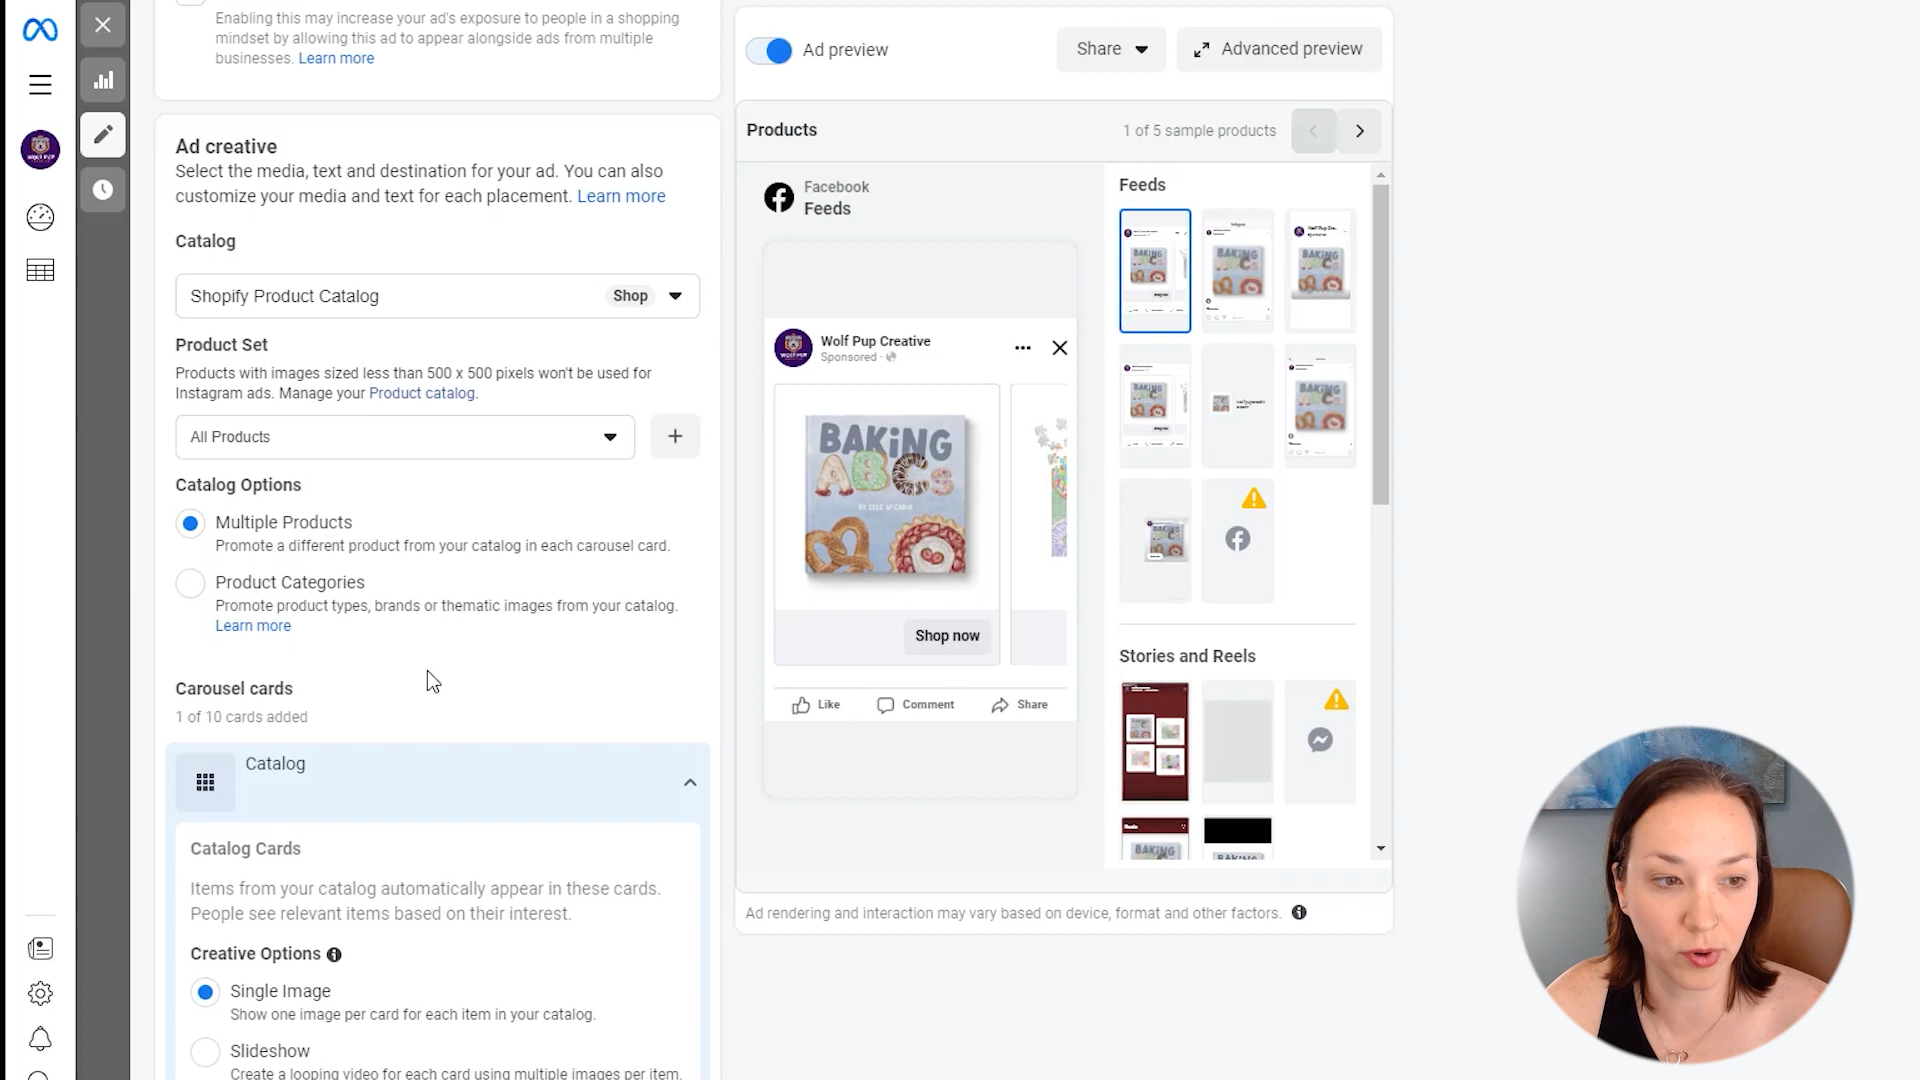 Enabling this may increase your ad's exposure to people in a shopping
mindset by allowing this ad to appear alongside ads from multiple
businesses. Learn more
Ad creative
Select the media, text and destination for your ad. You can also
customize your media and text for each placement. Learn more
Catalog
Shopify Product Catalog
Shop
Product Set
Products with images sized less than 500 x 500 pixels won't be used for
Instagram ads. Manage your Product catalog.
All Products
Catalog Options
Multiple Products
Promote a different product from your catalog in each carousel card.
Product Categories
Promote product types, brands or thematic images from your catalog.
Learn more
Carousel cards
1 of 10 cards added
Catalog
Catalog Cards
Items from your catalog automatically appear in these cards.
People see relevant items based on their interest.
Creative Options
Single Image
Show one image per card for each item in your catalog.
Slideshow
Create a looping video for each card using multiple images per item.
Ad preview
Share
Advanced preview
Products
1 of 5 sample products
Facebook
Feeds
Wolf Pup Creative
Sponsored ·
BAKING
ABCs
BY ELLE MCCANN
Shop now
Like
Comment
Share
Feeds
Stories and Reels
Reels
BAKING
Ad rendering and interaction may vary based on device, format and other factors.